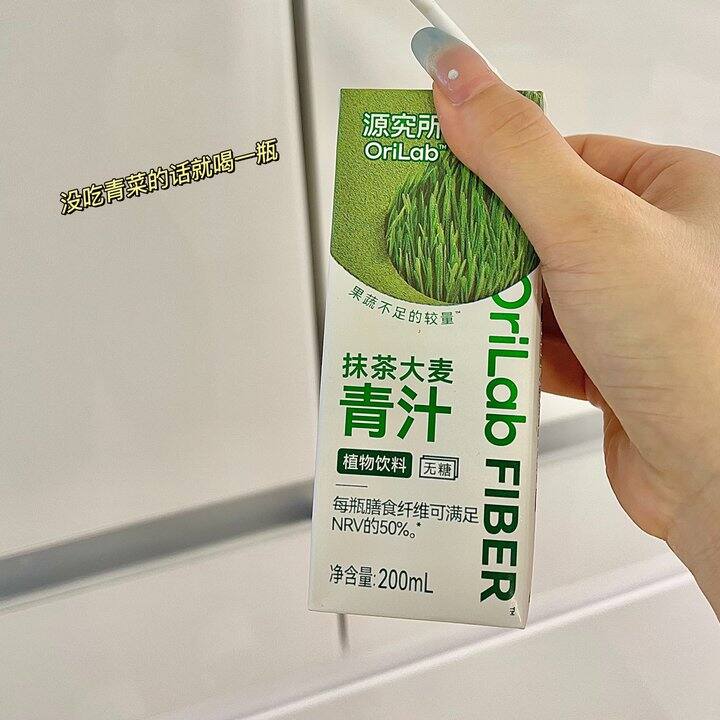 没吃青菜的话就喝一瓶
源究所
OriLab™
果蔬不足的较量
抹茶大麦
青汁
植物饮料 无糖
每瓶膳食纤维可满足
NRV的50%。*
净含量:200mL
OriLab FIBER